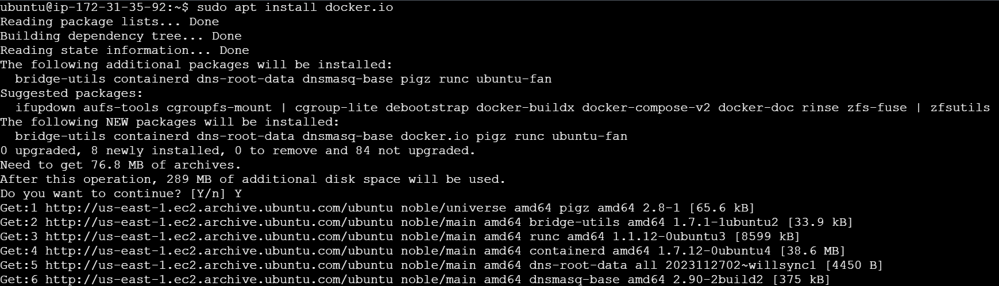 ubuntu@ip-172-31-35-92:~$ sudo apt install docker.io
Reading package lists... Done
Building dependency tree... Done
Reading state information... Done
The following additional packages will be installed:
  bridge-utils containerd dns-root-data dnsmasq-base pigz runc ubuntu-fan
Suggested packages:
  ifupdown aufs-tools cgroupfs-mount | cgroup-lite debootstrap docker-buildx docker-compose-v2 docker-doc rinse zfs-fuse | zfsutils
The following NEW packages will be installed:
  bridge-utils containerd dns-root-data dnsmasq-base docker.io pigz runc ubuntu-fan
0 upgraded, 8 newly installed, 0 to remove and 84 not upgraded.
Need to get 76.8 MB of archives.
After this operation, 289 MB of additional disk space will be used.
Do you want to continue? [Y/n] Y
Get:1 http://us-east-1.ec2.archive.ubuntu.com/ubuntu noble/universe amd64 pigz amd64 2.8-1 [65.6 kB]
Get:2 http://us-east-1.ec2.archive.ubuntu.com/ubuntu noble/main amd64 bridge-utils amd64 1.7.1-1ubuntu2 [33.9 kB]
Get:3 http://us-east-1.ec2.archive.ubuntu.com/ubuntu noble/main amd64 runc amd64 1.1.12-0ubuntu3 [8599 kB]
Get:4 http://us-east-1.ec2.archive.ubuntu.com/ubuntu noble/main amd64 containerd amd64 1.7.12-0ubuntu4 [38.6 MB]
Get:5 http://us-east-1.ec2.archive.ubuntu.com/ubuntu noble/main amd64 dns-root-data all 2023112702~willsync1 [4450 B]
Get:6 http://us-east-1.ec2.archive.ubuntu.com/ubuntu noble/main amd64 dnsmasq-base amd64 2.90-2build2 [375 kB]